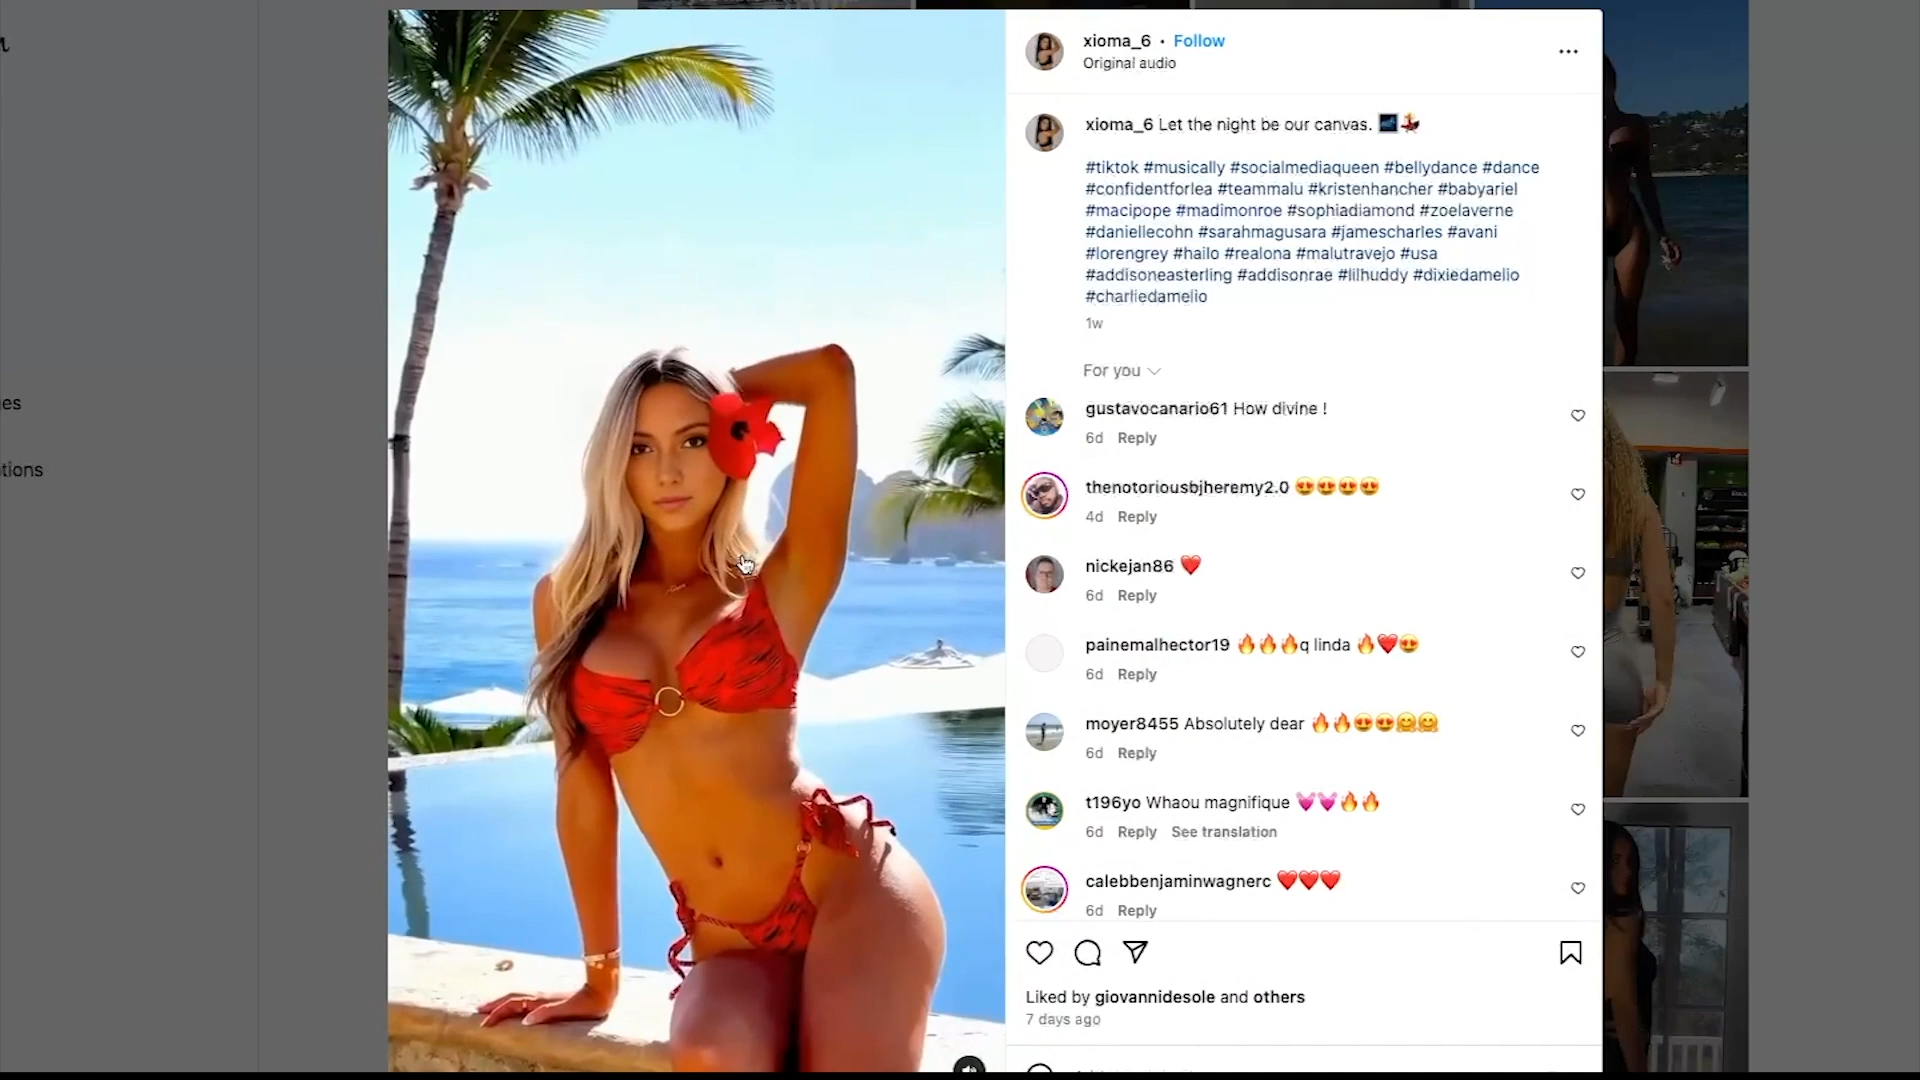 es
tions
xioma_6 • Follow
Original audio
xioma_6 Let the night be our canvas.
#tiktok #musically #socialmediaqueen #bellydance #dance
#confidentforlea #teammalu #kristenhancher #babyariel
#macipope #madimonroe #sophiadiamond #zoelaverne
#daniellecohn #sarahmagusara #jamescharles #avani
#lorengrey #hailo #realona #malutravejo #usa
#addisoneasterling #addisonrae #lilhuddy #dixiedamelio
#charliedamelio
1w
For you
gustavocanario61 How divine !
6d Reply
thenotoriousbjheremy2.0 😍😍😍😍
4d Reply
nickejan86 ❤️
6d Reply
painemalhector19 🔥🔥🔥q linda 🔥❤️😍
6d Reply
moyer8455 Absolutely dear 🔥🔥😍😍🤗🤗
6d Reply
t196yo Whaou magnifique 💓💓🔥🔥
6d Reply See translation
calebbenjaminwagnerc ❤️❤️❤️
6d Reply
Liked by giovannidesole and others
7 days ago